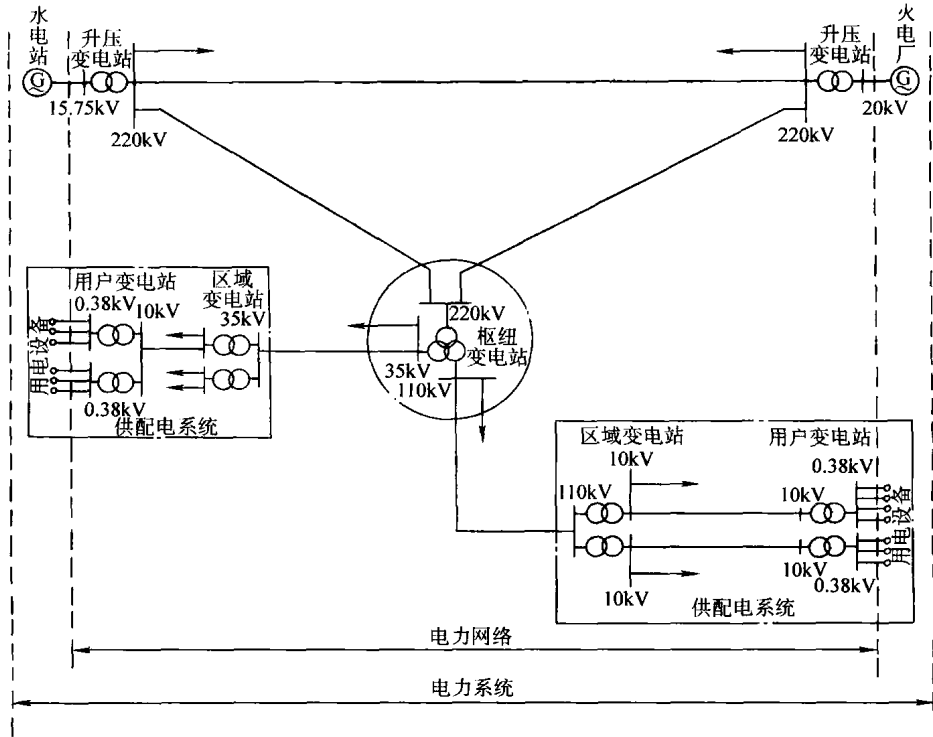 水电站
升压
变电站
升压
变电站
火电厂
G
G
15.75kV
20kV
220kV
220kV
用户变电站
区域
变电站
0.38kV
10kV
35kV
用电设备
0.38kV
供配电系统
220kV
枢纽
变电站
35kV
110kV
区域变电站
用户变电站
10kV
0.38kV
110kV
10kV
用电设备
10kV
10kV
0.38kV
供配电系统
电力网络
电力系统